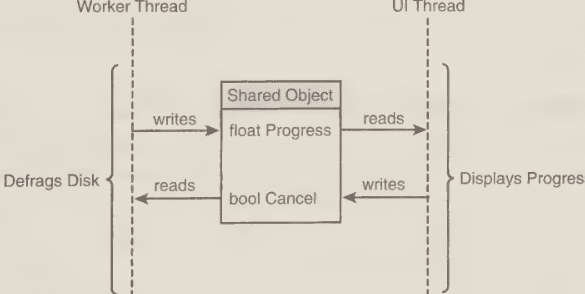 Worker Thread
UI Thread
Shared Object
writes
float Progress
reads
Defrags Disk
reads
bool Cancel
writes
Displays Progres